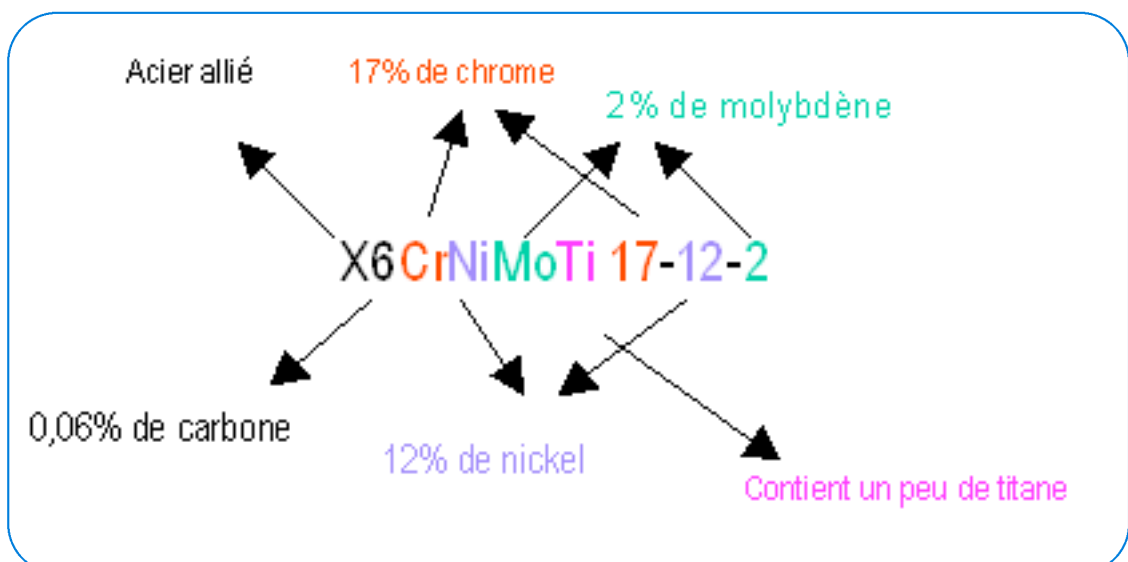 Acier allié
17% de chrome
2% de molybdène
X6CrNiMoTi 17-12-2
0,06% de carbone
12% de nickel
Contient un peu de titane